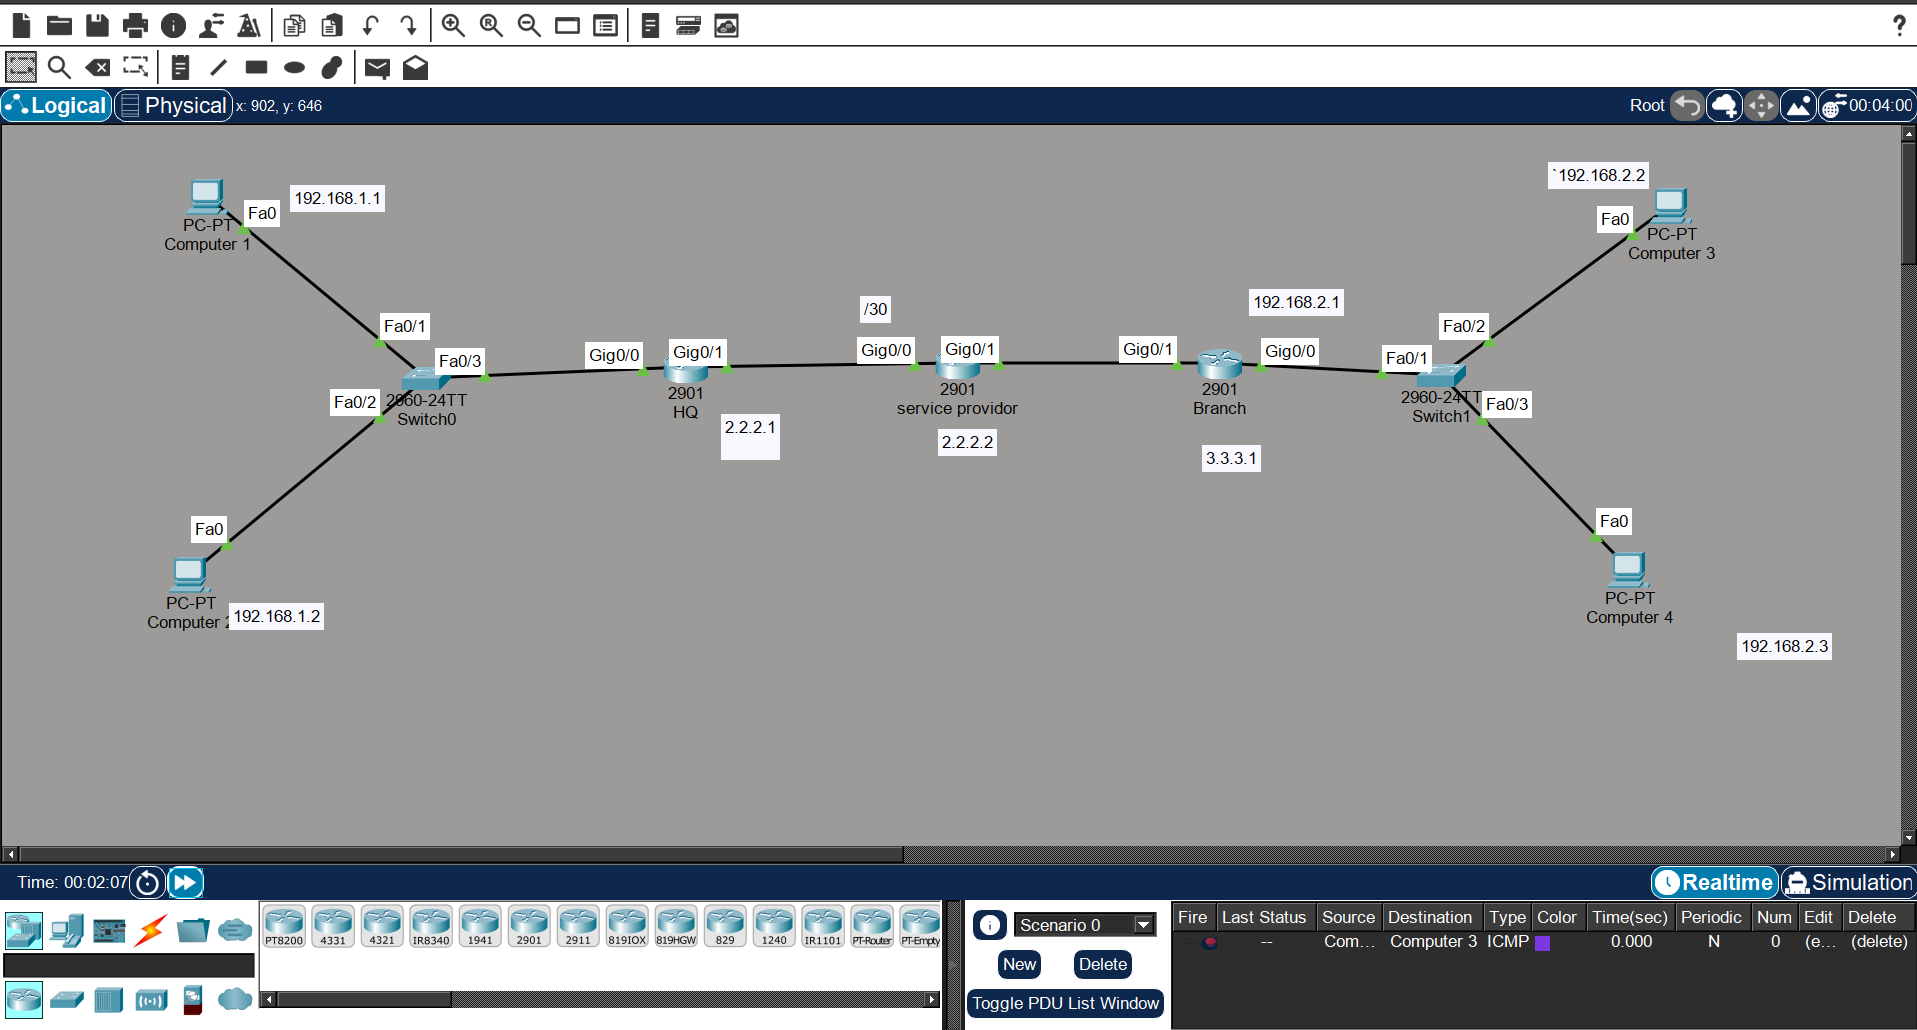 ?
Logical
Physical
x: 902, y: 646
Root
00:04:00
192.168.1.1
Fa0
PC-PT
Computer 1
`192.168.2.2
Fa0
PC-PT
Computer 3
/30
192.168.2.1
Fa0/1
Fa0/3
Gig0/0
Gig0/1
Gig0/0
Gig0/1
Gig0/1
Gig0/0
Fa0/2
Fa0/1
Fa0/2
2960-24TT
Switch0
2901
HQ
2901
service providor
2901
Branch
2960-24TT
Switch1
Fa0/3
2.2.2.1
2.2.2.2
3.3.3.1
Fa0
PC-PT
Computer 2
192.168.1.2
Fa0
PC-PT
Computer 4
192.168.2.3
Time: 00:02:07
Realtime
Simulation
PT8200
4331
4321
IR8340
1941
2901
2911
819IOX
819HGW
829
1240
IR1101
PT-Router
PT-Empty
Scenario 0
New
Delete
Toggle PDU List Window
Fire Last Status Source Destination Type Color Time(sec) Periodic Num Edit Delete
-- Com... Computer 3 ICMP 0.000 N 0 (e... (delete)